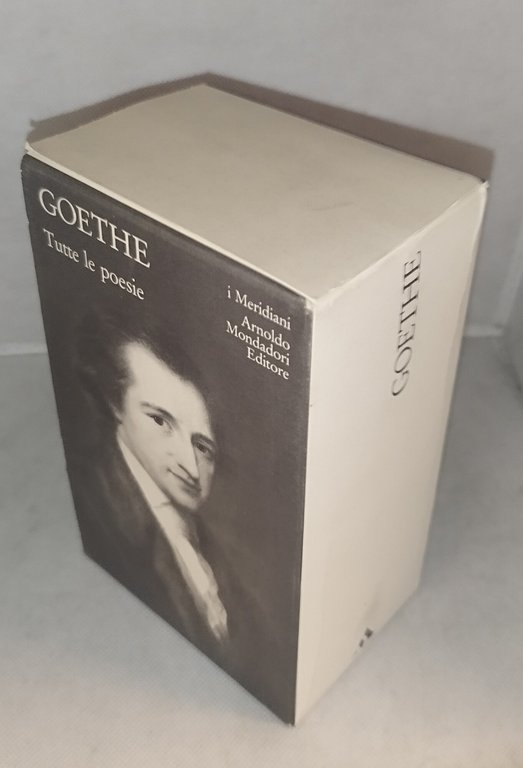 GOETHE
Tutte le poesie
i Meridiani
Arnoldo
Mondadori
Editore
GOETHE